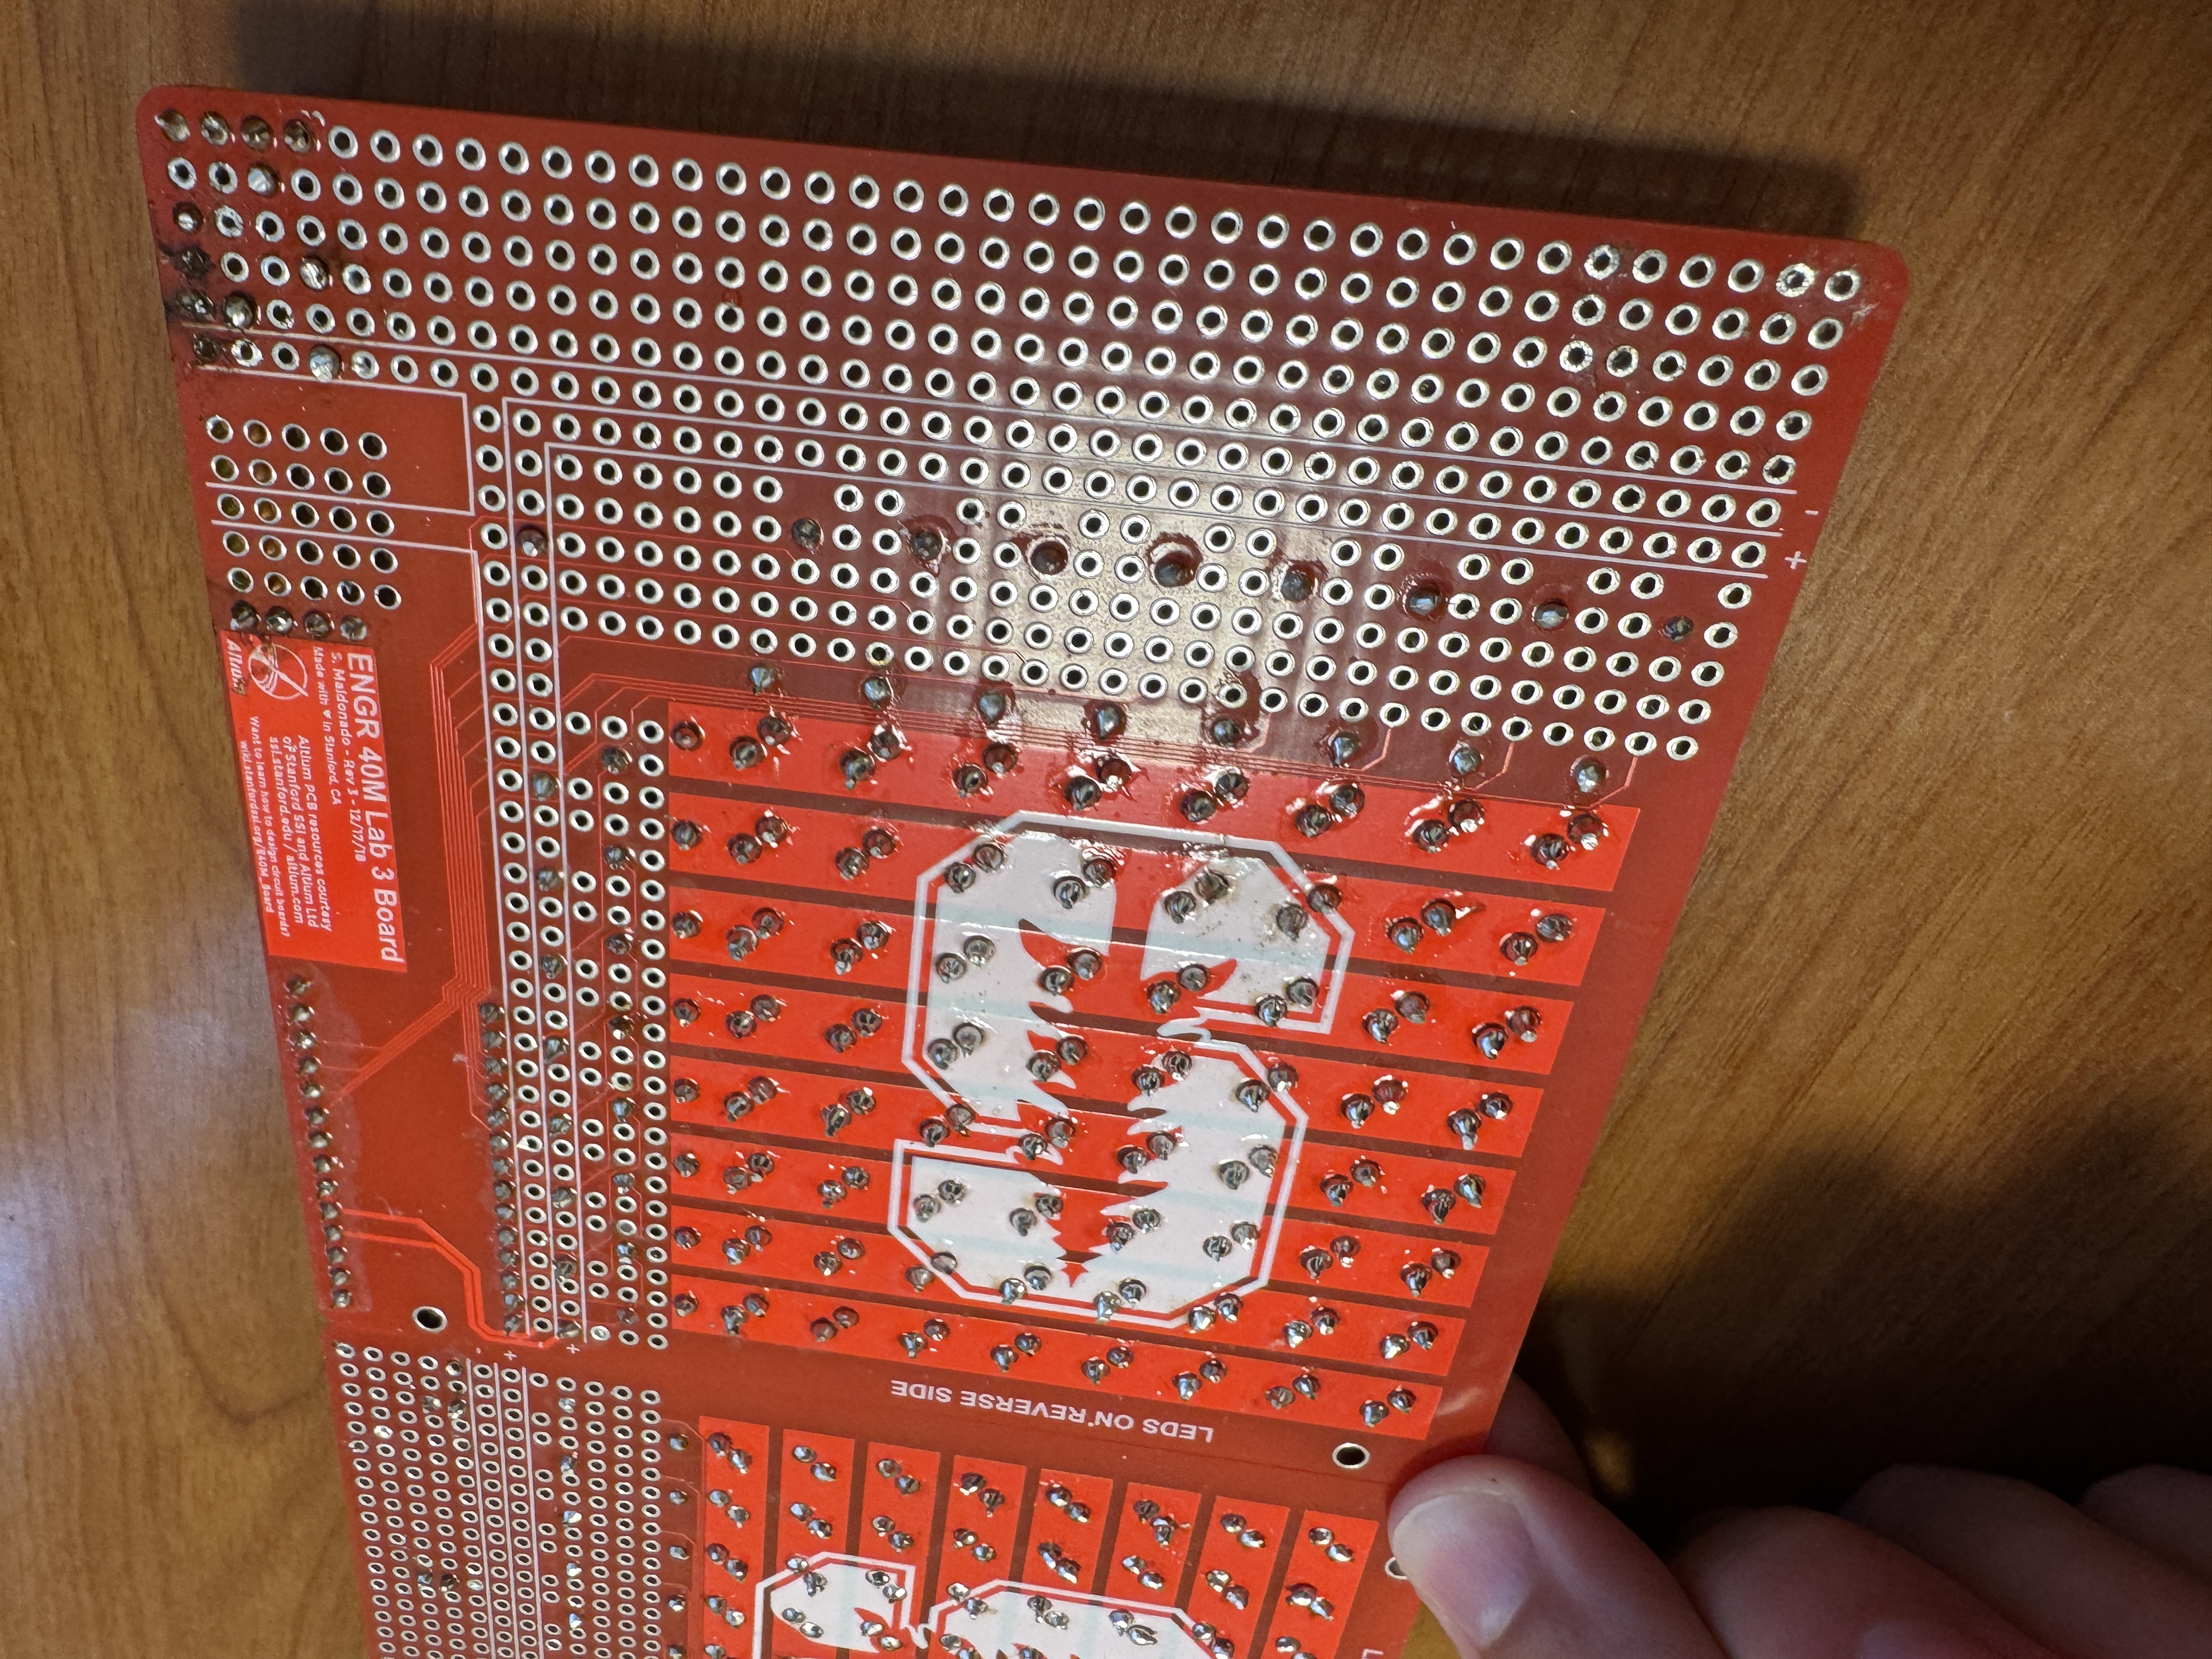 LEDS ON REVERSE SIDE
+
+
-
ENGR 40M Lab 3 Board
S. Maldonado - Rev 3 - 12/17/18
Made with ♥ in Stanford, CA
Altium PCB resources courtesy
of Stanford SSI and Altium Ltd
ssi.stanford.edu / altium.com
Want to learn how to design circuit boards?
Altium
+
-